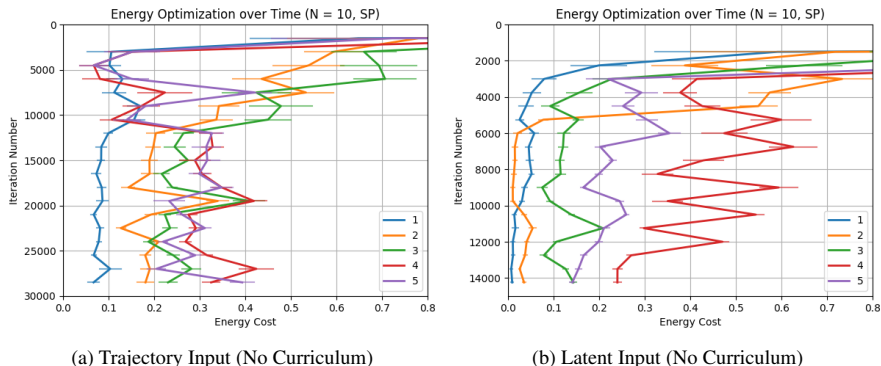 Energy Optimization over Time (N = 10, SP)
0
5000
10000
15000
20000
25000
30000
Iteration Number
0.0 0.1 0.2 0.3 0.4 0.5 0.6 0.7 0.8
Energy Cost
1
2
3
4
5
(a) Trajectory Input (No Curriculum)
Energy Optimization over Time (N = 10, SP)
0
2000
4000
6000
8000
10000
12000
14000
Iteration Number
0.0 0.1 0.2 0.3 0.4 0.5 0.6 0.7 0.8
Energy Cost
1
2
3
4
5
(b) Latent Input (No Curriculum)